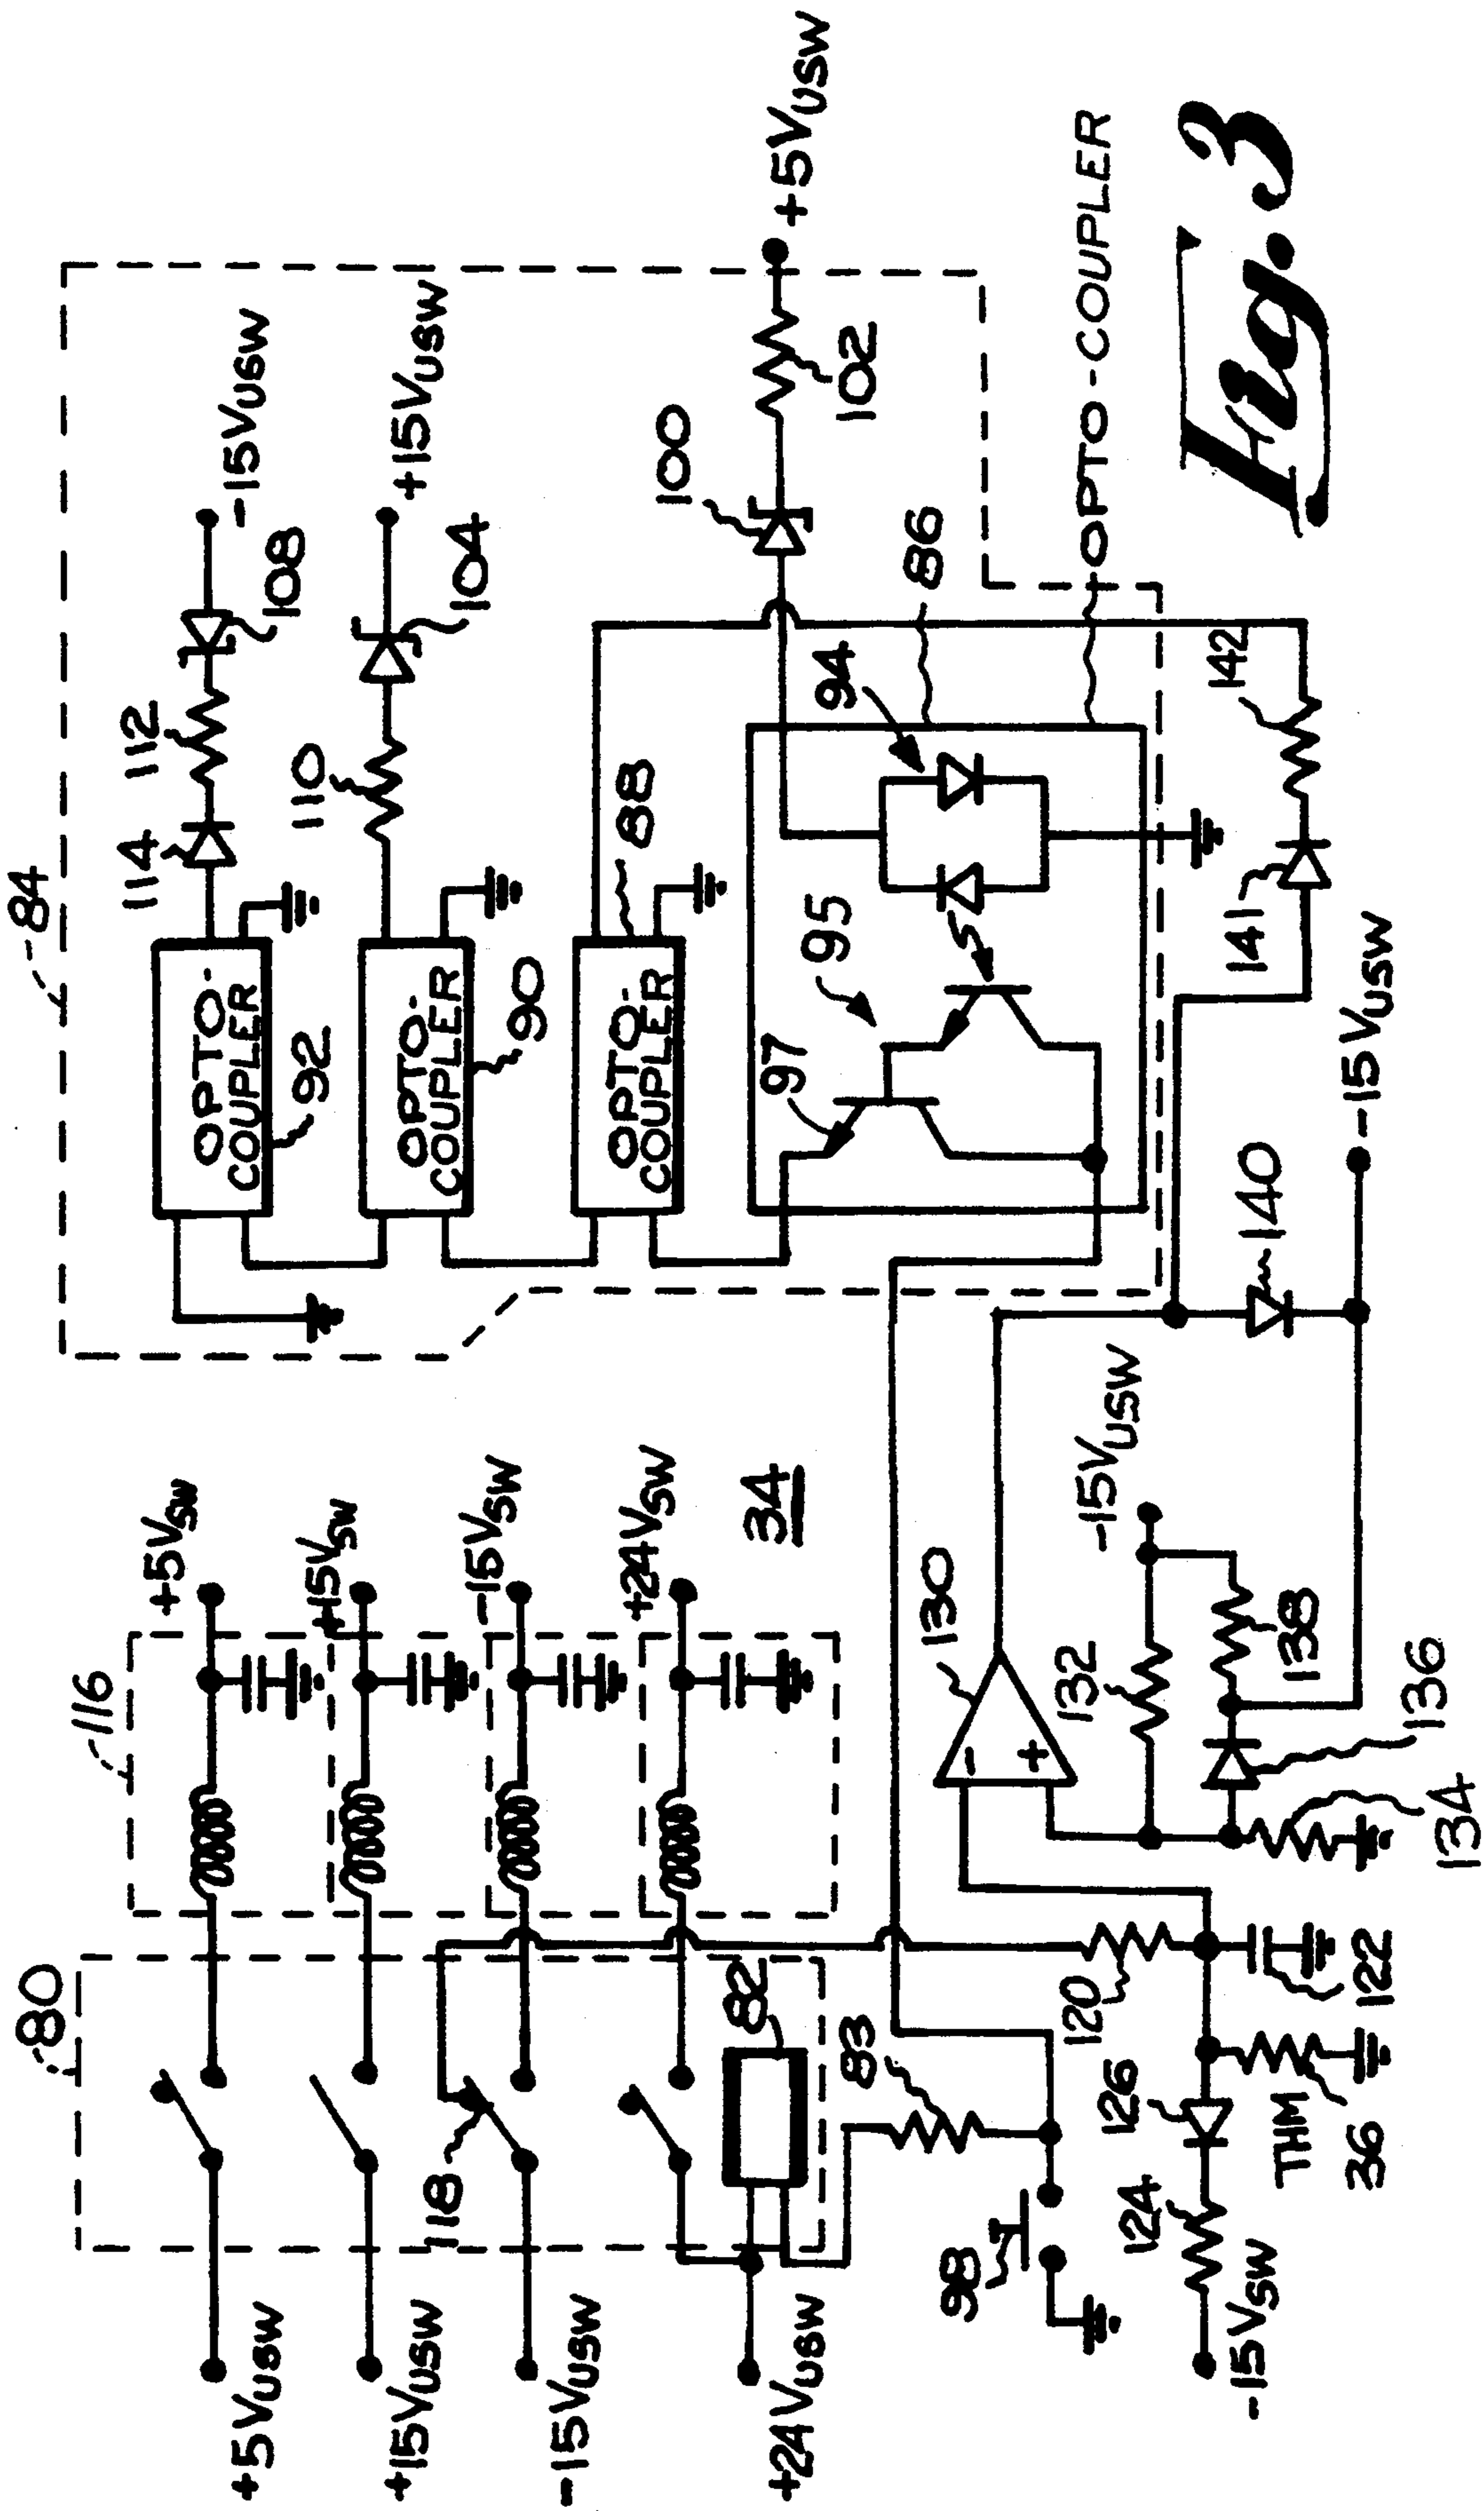 80
116
84
+5Vusw
+5Vsw
OPTO-
COUPLER
92
114
112
108
-15Vusw
+15Vusw
+15Vsw
OPTO-
COUPLER
90
110
104
+15Vusw
-15Vusw
118
-15Vsw
OPTO-
COUPLER
88
100
102
+5Vusw
+24Vusw
82
+24Vsw
34
97
95
94
86
OPTO-COUPLER
83
98
130
120
132
-15Vusw
124
126
THM
36
122
138
136
134
140
141
142
-15Vsw
-15Vusw
Fig. 3